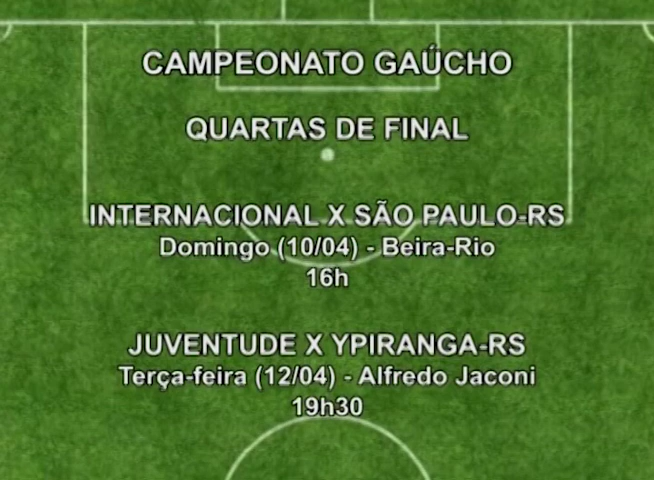 CAMPEONATO GAÚCHO
QUARTAS DE FINAL
INTERNACIONAL X SÃO PAULO-RS
Domingo (10/04) - Beira-Rio
16h
JUVENTUDE X YPIRANGA-RS
Terça-feira (12/04) - Alfredo Jaconi
19h30